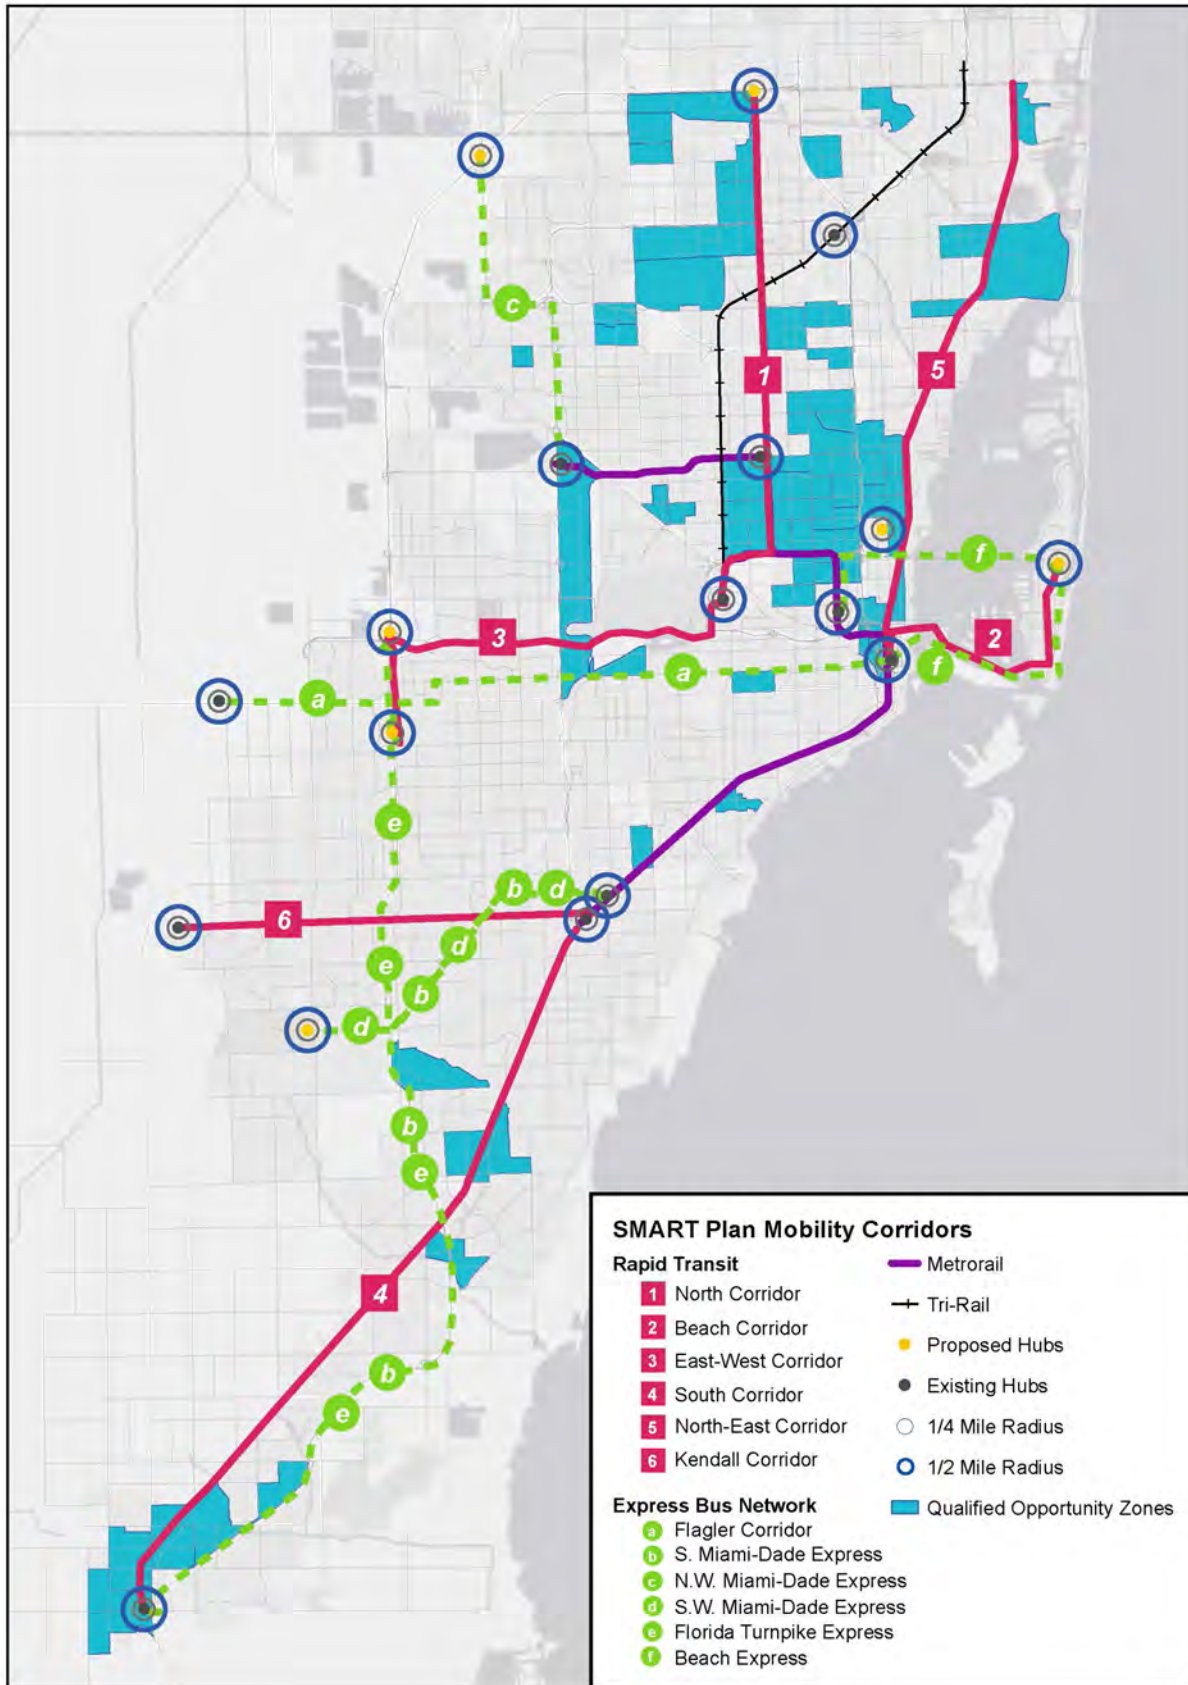 1
c
5
f
3
2
a
a
f
e
b
d
6
d
e
b
d
b
e
4
b
e
SMART Plan Mobility Corridors
Rapid Transit
1 North Corridor
2 Beach Corridor
3 East-West Corridor
4 South Corridor
5 North-East Corridor
6 Kendall Corridor
Express Bus Network
a Flagler Corridor
b S. Miami-Dade Express
c N.W. Miami-Dade Express
d S.W. Miami-Dade Express
e Florida Turnpike Express
f Beach Express
Metrorail
Tri-Rail
Proposed Hubs
Existing Hubs
1/4 Mile Radius
1/2 Mile Radius
Qualified Opportunity Zones